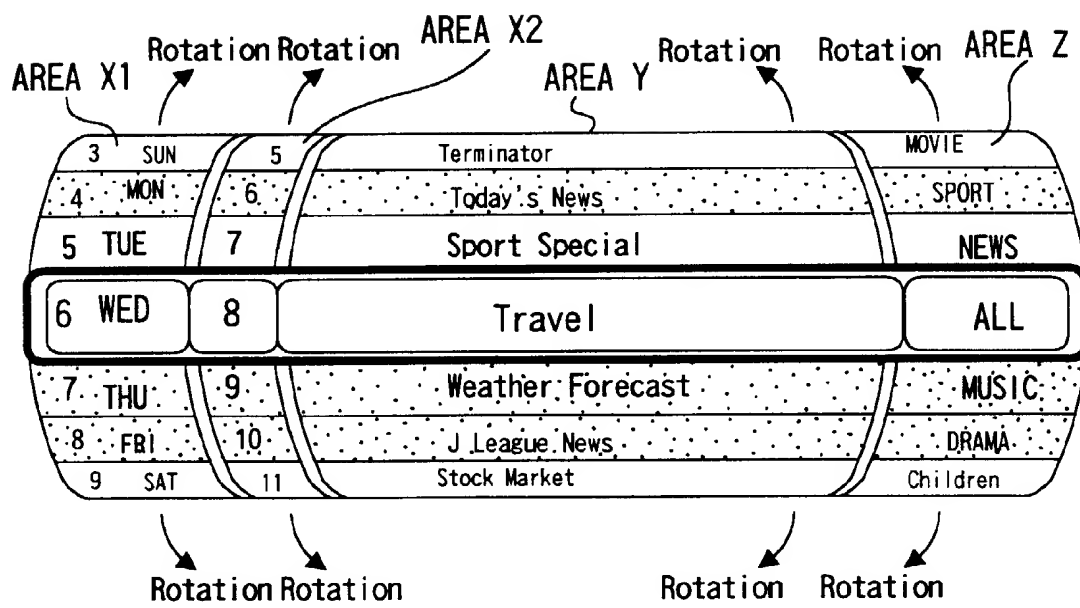 Rotation Rotation AREA X2 Rotation Rotation AREA Z
AREA X1 AREA Y
3 SUN 5 Terminator MOVIE
4 MON 6 Today's News SPORT
5 TUE 7 Sport Special NEWS
6 WED 8 Travel ALL
7 THU 9 Weather Forecast MUSIC
8 FRI 10 J League News DRAMA
9 SAT 11 Stock Market Children
Rotation Rotation Rotation Rotation